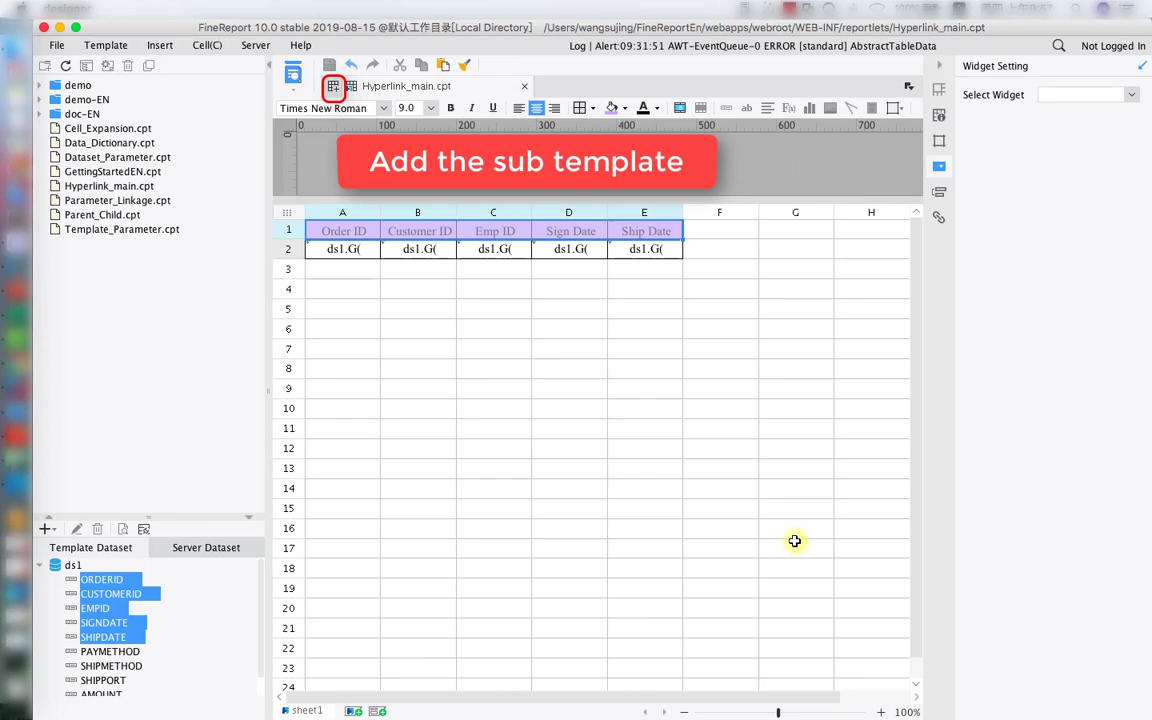 FineReport 10.0 stable 2019-08-15 @默认工作目录[Local Directory] /Users/wangsujing/FineReportEn/webapps/webroot/WEB-INF/reportlets/Hyperlink_main.cpt
File Template Insert Cell(C) Server Help
Log | Alert:09:31:51 AWT-EventQueue-0 ERROR [standard] AbstractTableData
Not Logged In
demo
demo-EN
doc-EN
Cell_Expansion.cpt
Data_Dictionary.cpt
Dataset_Parameter.cpt
GettingStartedEN.cpt
Hyperlink_main.cpt
Parameter_Linkage.cpt
Parent_Child.cpt
Template_Parameter.cpt
Template Dataset Server Dataset
ds1
ORDERID
CUSTOMERID
EMPID
SIGNDATE
SHIPDATE
PAYMETHOD
SHIPMETHOD
SHIPPORT
AMOUNT
Hyperlink_main.cpt
Times New Roman 9.0 B I U A ab F(x)
0 100 200 300 400 500 600 700
0
Add the sub template
A B C D E F G H
1 Order ID Customer ID Emp ID Sign Date Ship Date
2 ds1.G( ds1.G( ds1.G( ds1.G( ds1.G(
3
4
5
6
7
8
9
10
11
12
13
14
15
16
17
18
19
20
21
22
23
24
sheet1
100%
Widget Setting
Select Widget